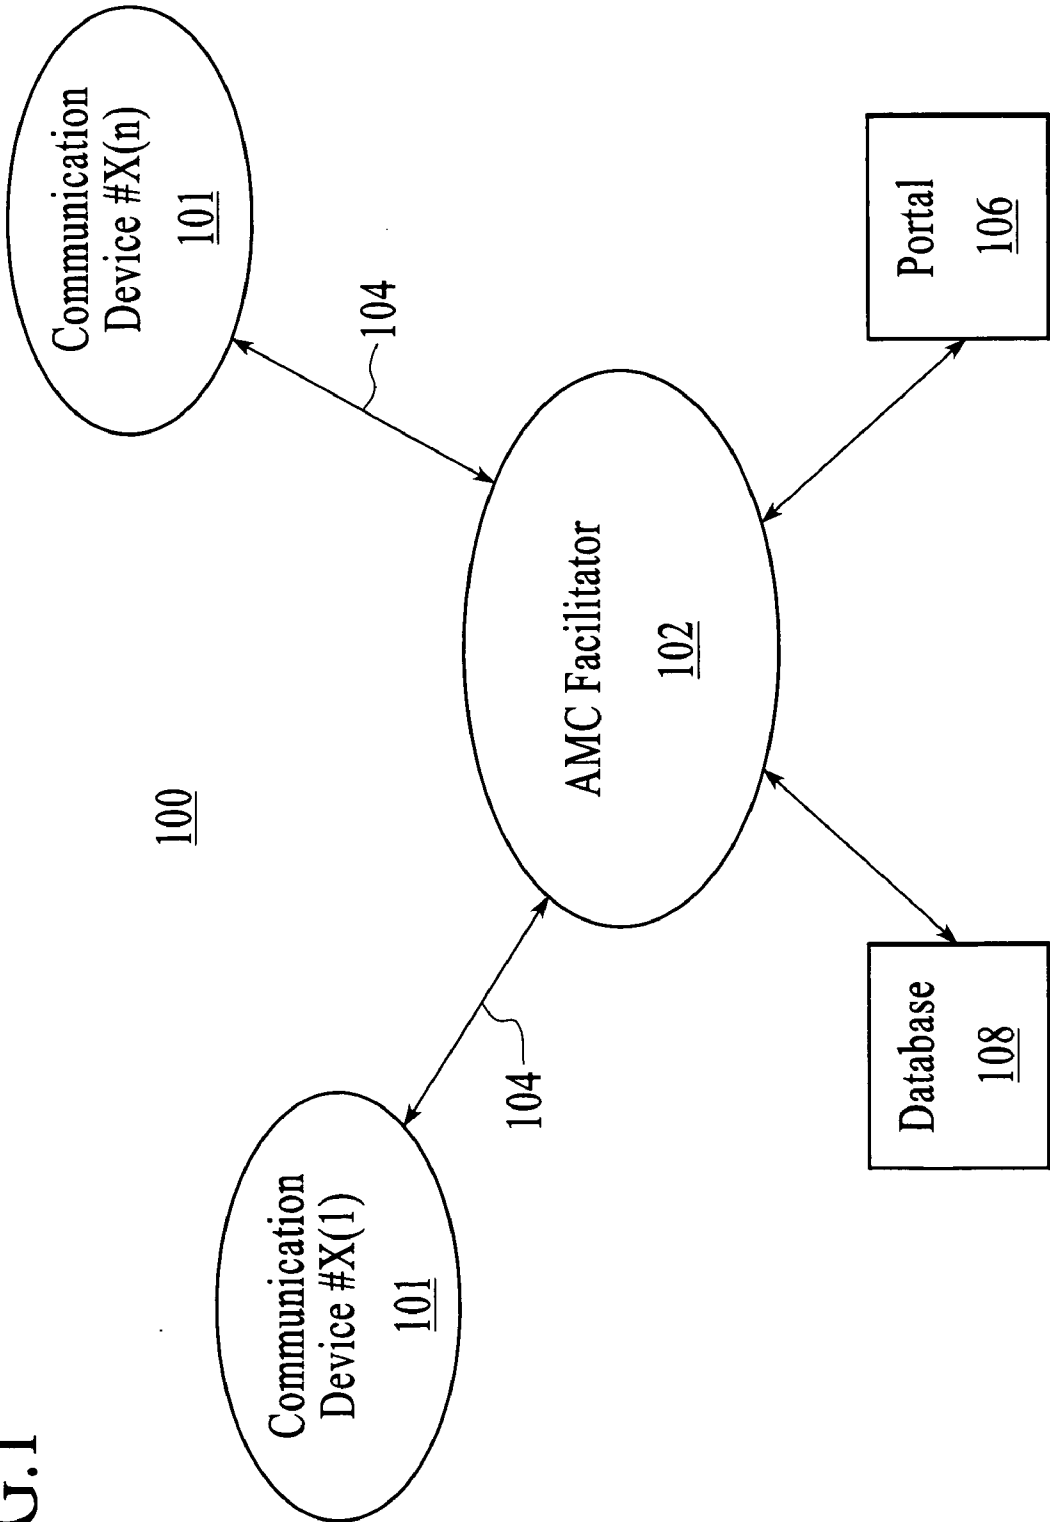 G.1
100
Communication
Device #X(1)
101
104
Communication
Device #X(n)
101
104
AMC Facilitator
102
Database
108
Portal
106